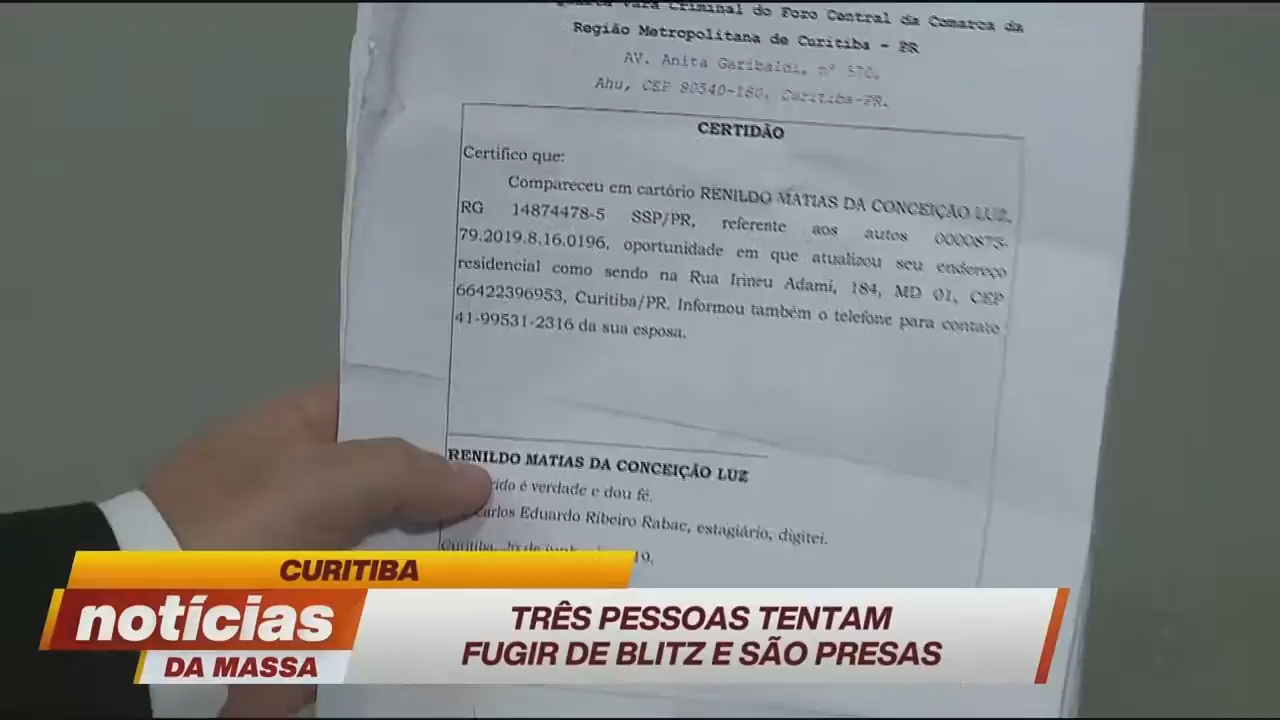 Vara Criminal do Foro Central da Comarca da
Região Metropolitana de Curitiba - PR
AV. Anita Garibaldi, nº 570,
Ahu, CEP 80540-180, Curitiba-PR.
CERTIDÃO
Certifico que:
Compareceu em cartório RENILDO MATIAS DA CONCEIÇÃO LUZ,
RG 14874478-5 SSP/PR, referente aos autos 0000875-
79.2019.8.16.0196, oportunidade em que atualizou seu endereço
residencial como sendo na Rua Irineu Adami, 184, MD 01, CEP
66422396953, Curitiba/PR. Informou também o telefone para contato
41-99531-2316 da sua esposa.
RENILDO MATIAS DA CONCEIÇÃO LUZ
é verdade e dou fé.
Carlos Eduardo Ribeiro Rabac, estagiário, digitei.
Curitiba, 26 de
CURITIBA
notícias
DA MASSA
TRÊS PESSOAS TENTAM
FUGIR DE BLITZ E SÃO PRESAS